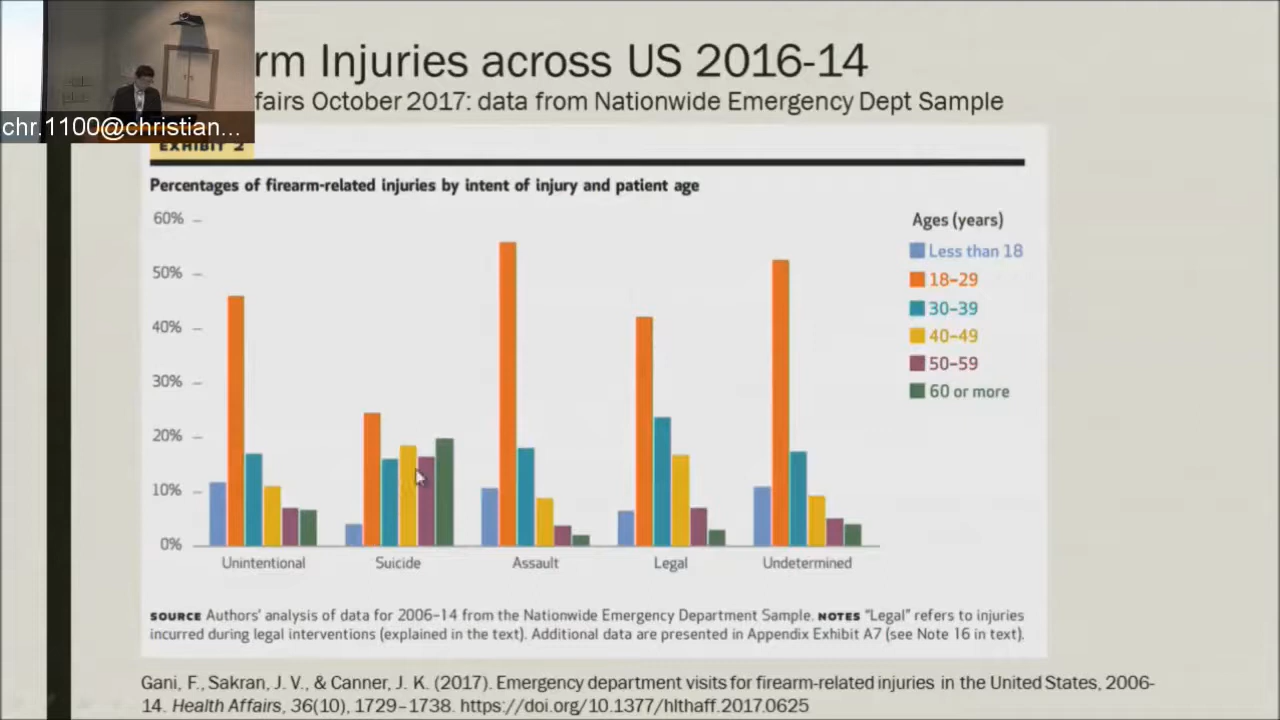 rm Injuries across US 2016-14
fairs October 2017: data from Nationwide Emergency Dept Sample
chr.1100@christian...
EXHIBIT 2
Percentages of firearm-related injuries by intent of injury and patient age
60%
50%
40%
30%
20%
10%
0%
Ages (years)
Less than 18
18–29
30–39
40–49
50–59
60 or more
Unintentional
Suicide
Assault
Legal
Undetermined
SOURCE Authors' analysis of data for 2006–14 from the Nationwide Emergency Department Sample. NOTES "Legal" refers to injuries
incurred during legal interventions (explained in the text). Additional data are presented in Appendix Exhibit A7 (see Note 16 in text).
Gani, F., Sakran, J. V., & Canner, J. K. (2017). Emergency department visits for firearm-related injuries in the United States, 2006-
14. Health Affairs, 36(10), 1729–1738. https://doi.org/10.1377/hlthaff.2017.0625